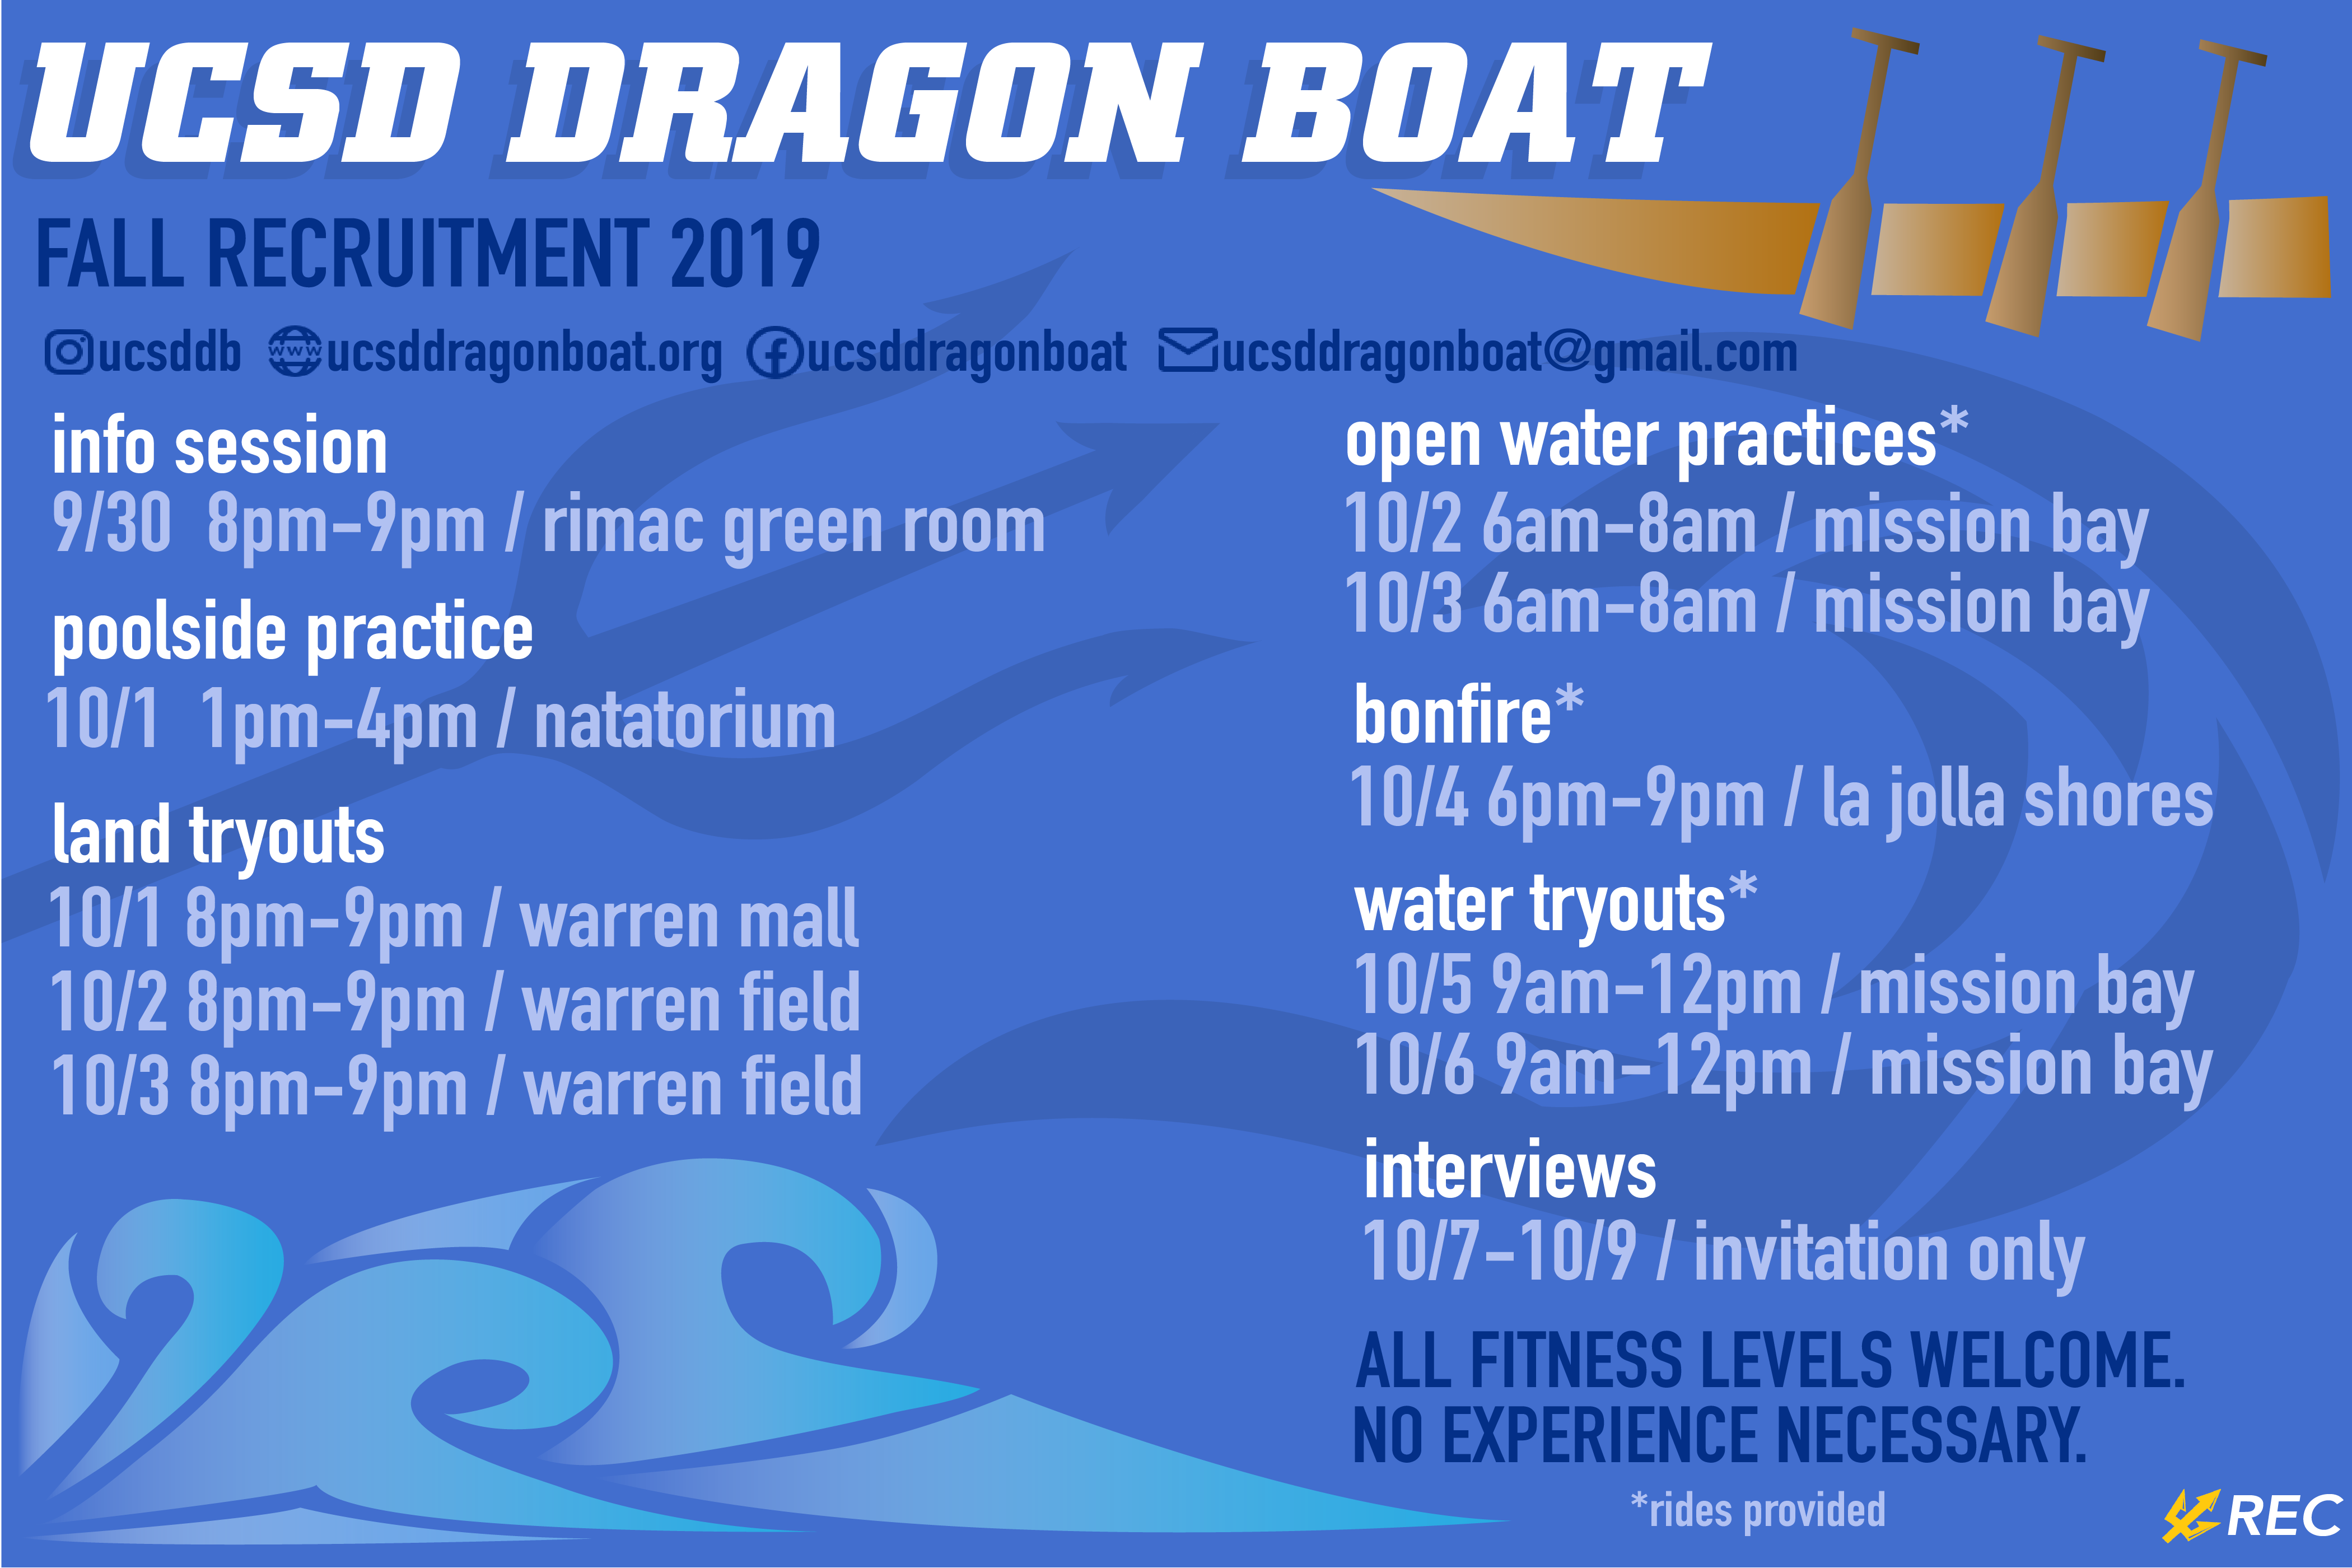 UCSD DRAGON BOAT
FALL RECRUITMENT 2019
ucsddb www ucsddragonboat.org ucsddragonboat ucsddragonboat@gmail.com
info session
9/30 8pm-9pm / rimac green room
poolside practice
10/1 1pm-4pm / natatorium
land tryouts
10/1 8pm-9pm / warren mall
10/2 8pm-9pm / warren field
10/3 8pm-9pm / warren field
open water practices*
10/2 6am-8am / mission bay
10/3 6am-8am / mission bay
bonfire*
10/4 6pm-9pm / la jolla shores
water tryouts*
10/5 9am-12pm / mission bay
10/6 9am-12pm / mission bay
interviews
10/7-10/9 / invitation only
ALL FITNESS LEVELS WELCOME.
NO EXPERIENCE NECESSARY.
*rides provided
REC